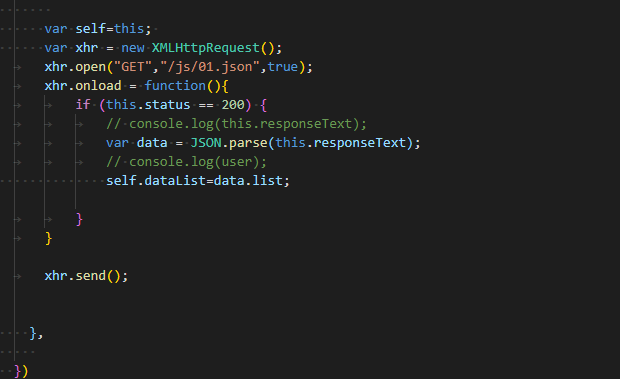 var self=this;
var xhr = new XMLHttpRequest();
xhr.open("GET","/js/01.json",true);
xhr.onload = function(){
if (this.status == 200) {
// console.log(this.responseText);
var data = JSON.parse(this.responseText);
// console.log(user);
self.dataList=data.list;
}
}
xhr.send();
},
})